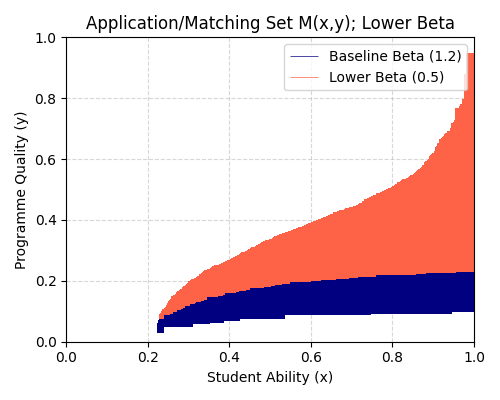 Application/Matching Set M(x,y); Lower Beta
1.0
0.8
0.6
0.4
0.2
0.0
Programme Quality (y)
Baseline Beta (1.2)
Lower Beta (0.5)
0.0 0.2 0.4 0.6 0.8 1.0
Student Ability (x)